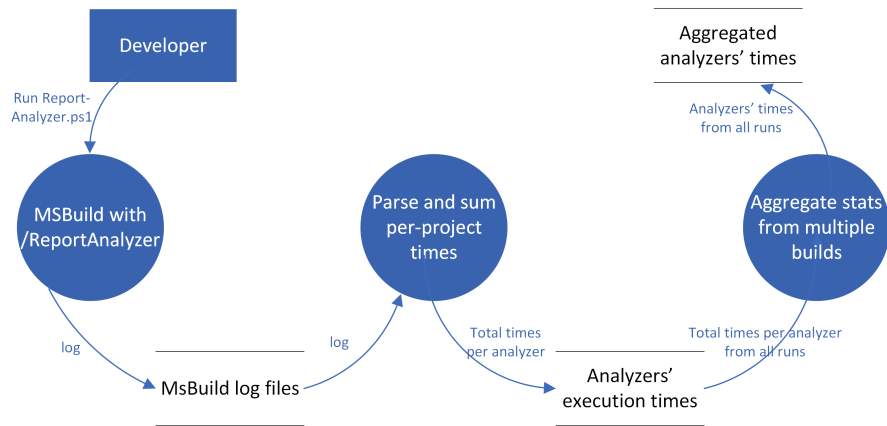 Developer
Aggregated
analyzers’ times
Run Report-
Analyzer.ps1
Analyzers’ times
from all runs
MSBuild with
/ReportAnalyzer
Parse and sum
per-project
times
Aggregate stats
from multiple
builds
log
log
Total times
per analyzer
Total times per analyzer
from all runs
MsBuild log files
Analyzers’
execution times